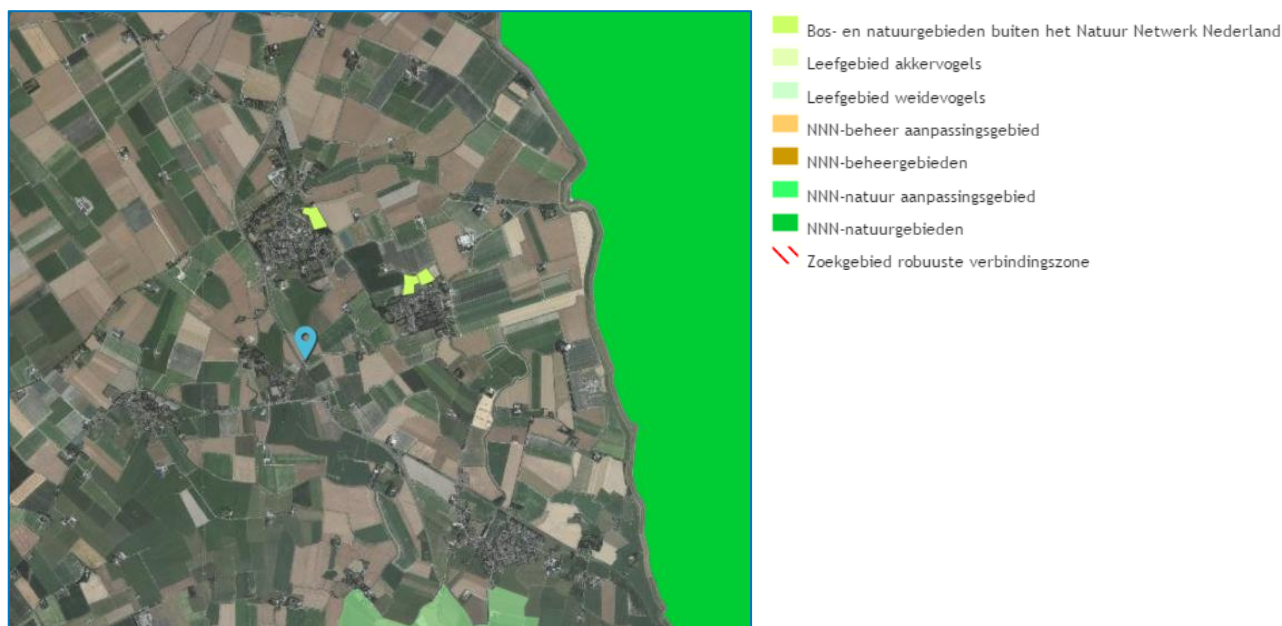 Bos- en natuurgebieden buiten het Natuur Netwerk Nederland
Leefgebied akkervogels
Leefgebied weidevogels
NNN-beheer aanpassingsgebied
NNN-beheergebieden
NNN-natuur aanpassingsgebied
NNN-natuurgebieden
Zoekgebied robuuste verbindingszone